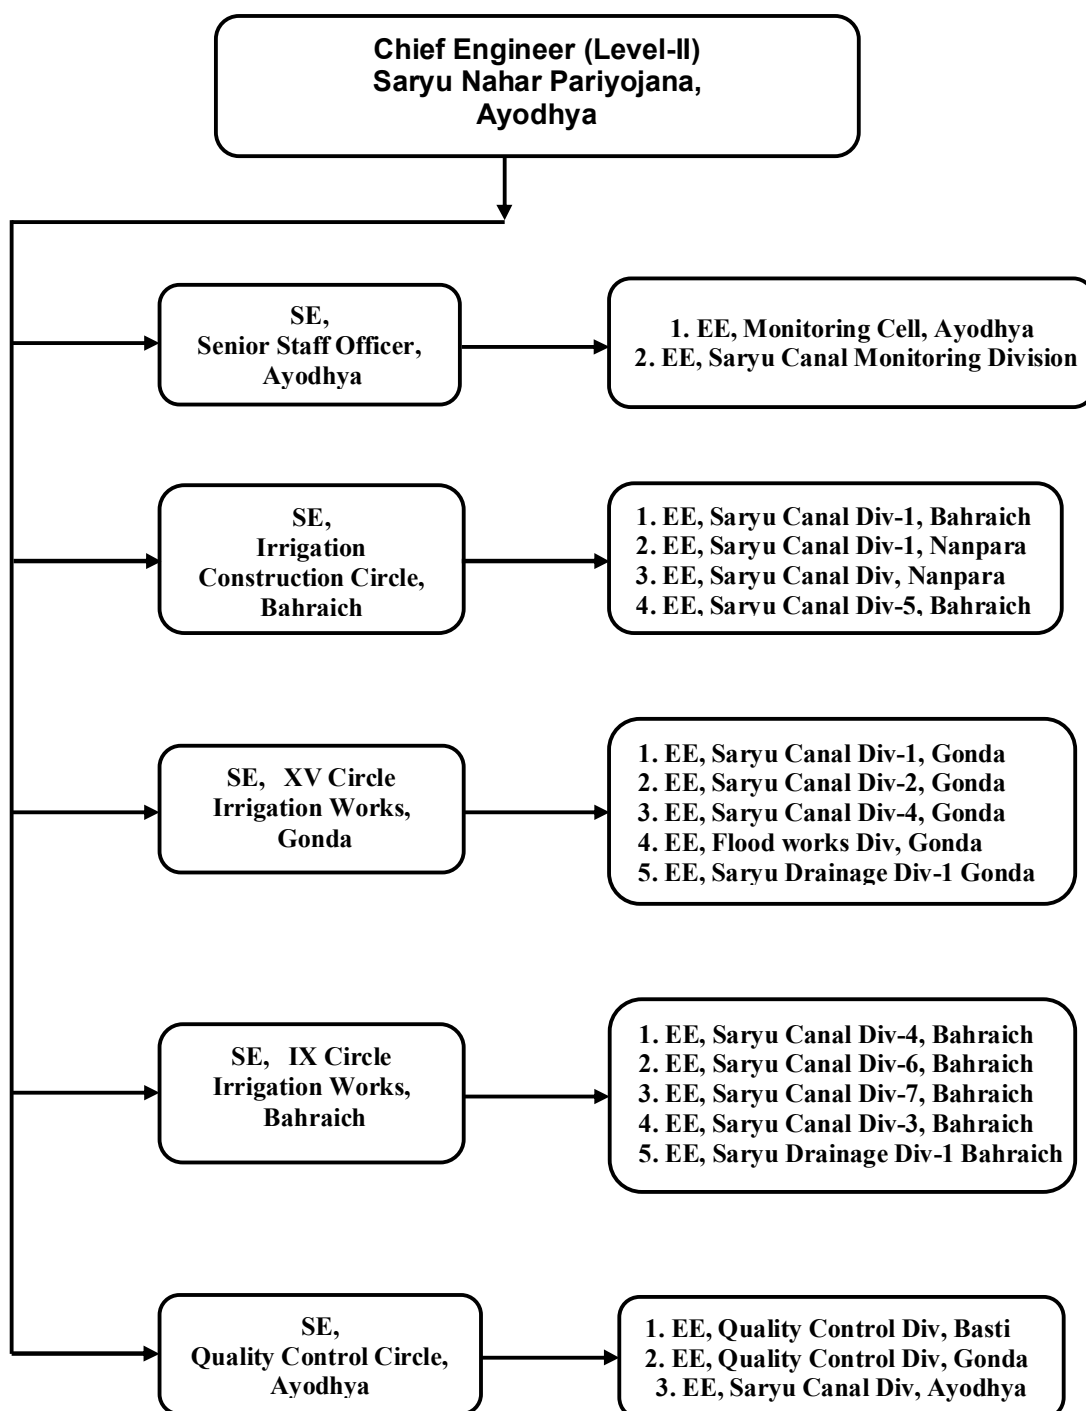 Chief Engineer (Level-II)
Saryu Nahar Pariyojana,
Ayodhya
SE,
Senior Staff Officer,
Ayodhya
1. EE, Monitoring Cell, Ayodhya
2. EE, Saryu Canal Monitoring Division
SE,
Irrigation
Construction Circle,
Bahraich
1. EE, Saryu Canal Div-1, Bahraich
2. EE, Saryu Canal Div-1, Nanpara
3. EE, Saryu Canal Div, Nanpara
4. EE, Saryu Canal Div-5, Bahraich
SE, XV Circle
Irrigation Works,
Gonda
1. EE, Saryu Canal Div-1, Gonda
2. EE, Saryu Canal Div-2, Gonda
3. EE, Saryu Canal Div-4, Gonda
4. EE, Flood works Div, Gonda
5. EE, Saryu Drainage Div-1 Gonda
SE, IX Circle
Irrigation Works,
Bahraich
1. EE, Saryu Canal Div-4, Bahraich
2. EE, Saryu Canal Div-6, Bahraich
3. EE, Saryu Canal Div-7, Bahraich
4. EE, Saryu Canal Div-3, Bahraich
5. EE, Saryu Drainage Div-1 Bahraich
SE,
Quality Control Circle,
Ayodhya
1. EE, Quality Control Div, Basti
2. EE, Quality Control Div, Gonda
3. EE, Saryu Canal Div, Ayodhya